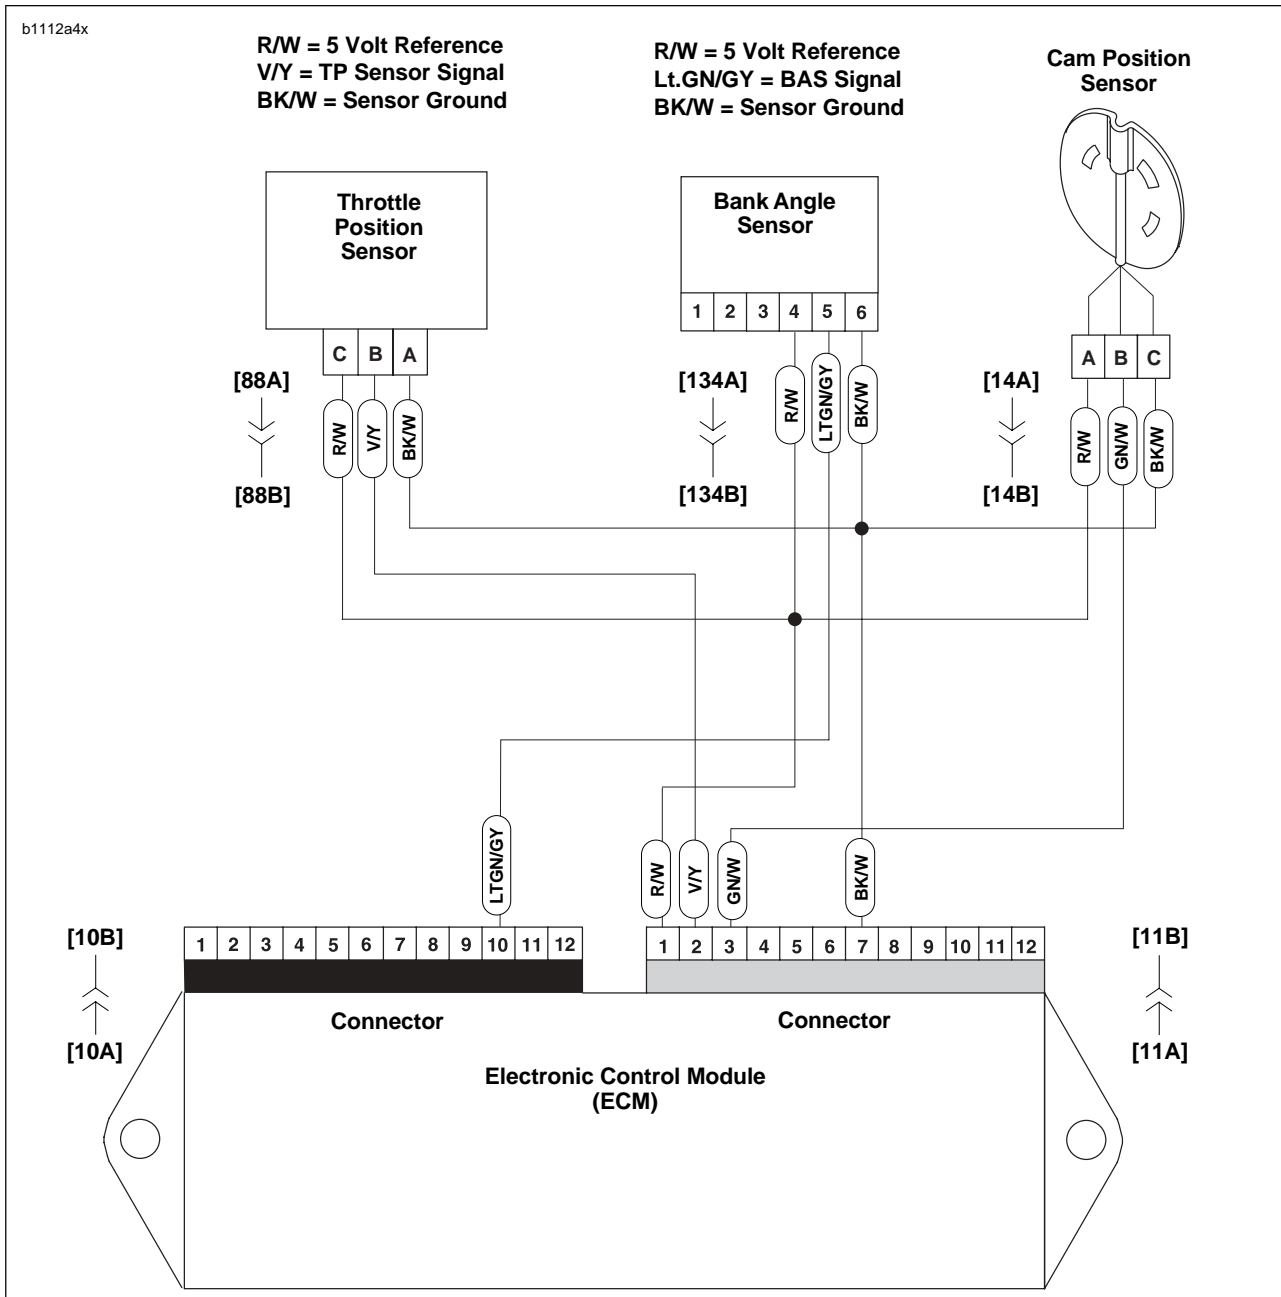 b1112a4x
R/W = 5 Volt Reference
V/Y = TP Sensor Signal
BK/W = Sensor Ground
R/W = 5 Volt Reference
Lt.GN/GY = BAS Signal
BK/W = Sensor Ground
Cam Position
Sensor
Throttle
Position
Sensor
C B A
Bank Angle
Sensor
1 2 3 4 5 6
A B C
[88A]
[88B]
R/W
V/Y
BK/W
[134A]
[134B]
R/W
LTGN/GY
BK/W
[14A]
[14B]
R/W
GN/W
BK/W
LTGN/GY
R/W
V/Y
GN/W
BK/W
[10B]
[10A]
1 2 3 4 5 6 7 8 9 10 11 12
1 2 3 4 5 6 7 8 9 10 11 12
[11B]
[11A]
Connector
Connector
Electronic Control Module
(ECM)